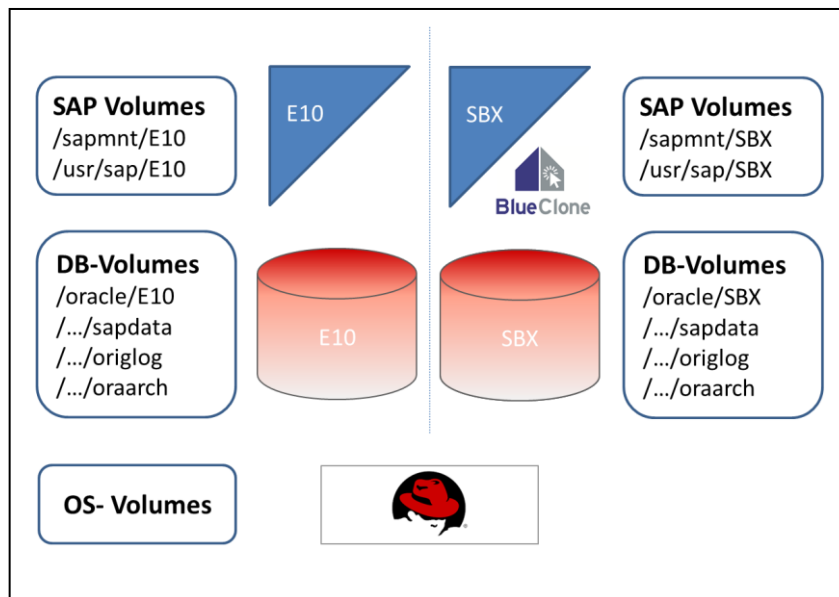 SAP Volumes
/sapmnt/E10
/usr/sap/E10
E10
SBX
BlueClone
SAP Volumes
/sapmnt/SBX
/usr/sap/SBX
DB-Volumes
/oracle/E10
/.../sapdata
/.../origlog
/.../oraarch
E10
SBX
DB-Volumes
/oracle/SBX
/.../sapdata
/.../origlog
/.../oraarch
OS- Volumes